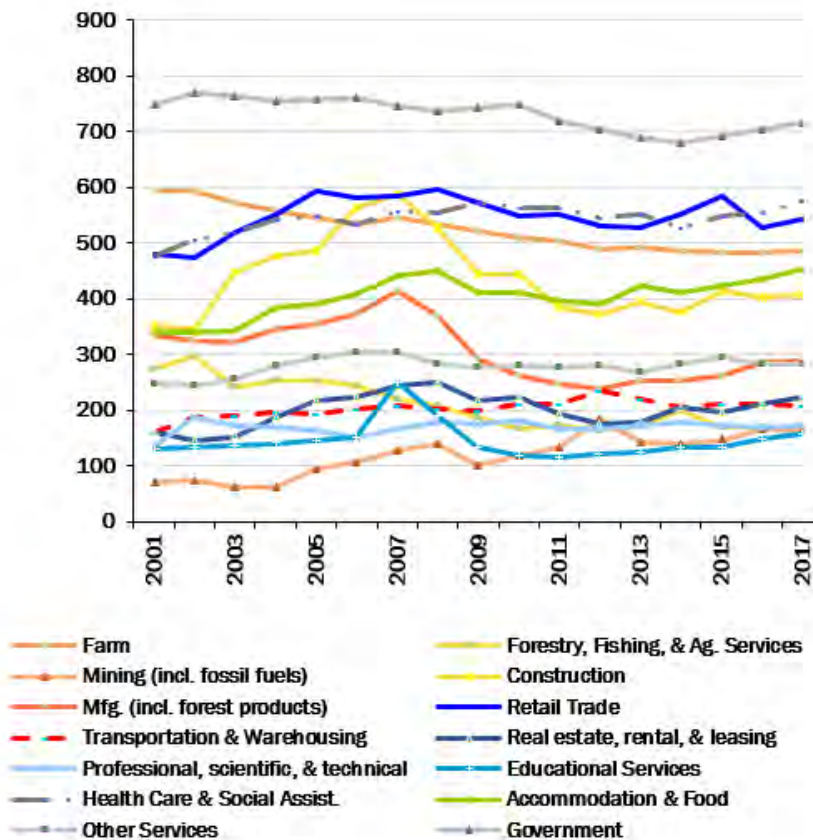 900
800
700
600
500
400
300
200
100
0
2001 2003 2005 2007 2009 2011 2013 2015 2017
Farm Forestry, Fishing, & Ag. Services
Mining (incl. fossil fuels) Construction
Mfg. (incl. forest products) Retail Trade
Transportation & Warehousing Real estate, rental, & leasing
Professional, scientific, & technical Educational Services
Health Care & Social Assist. Accommodation & Food
Other Services Government